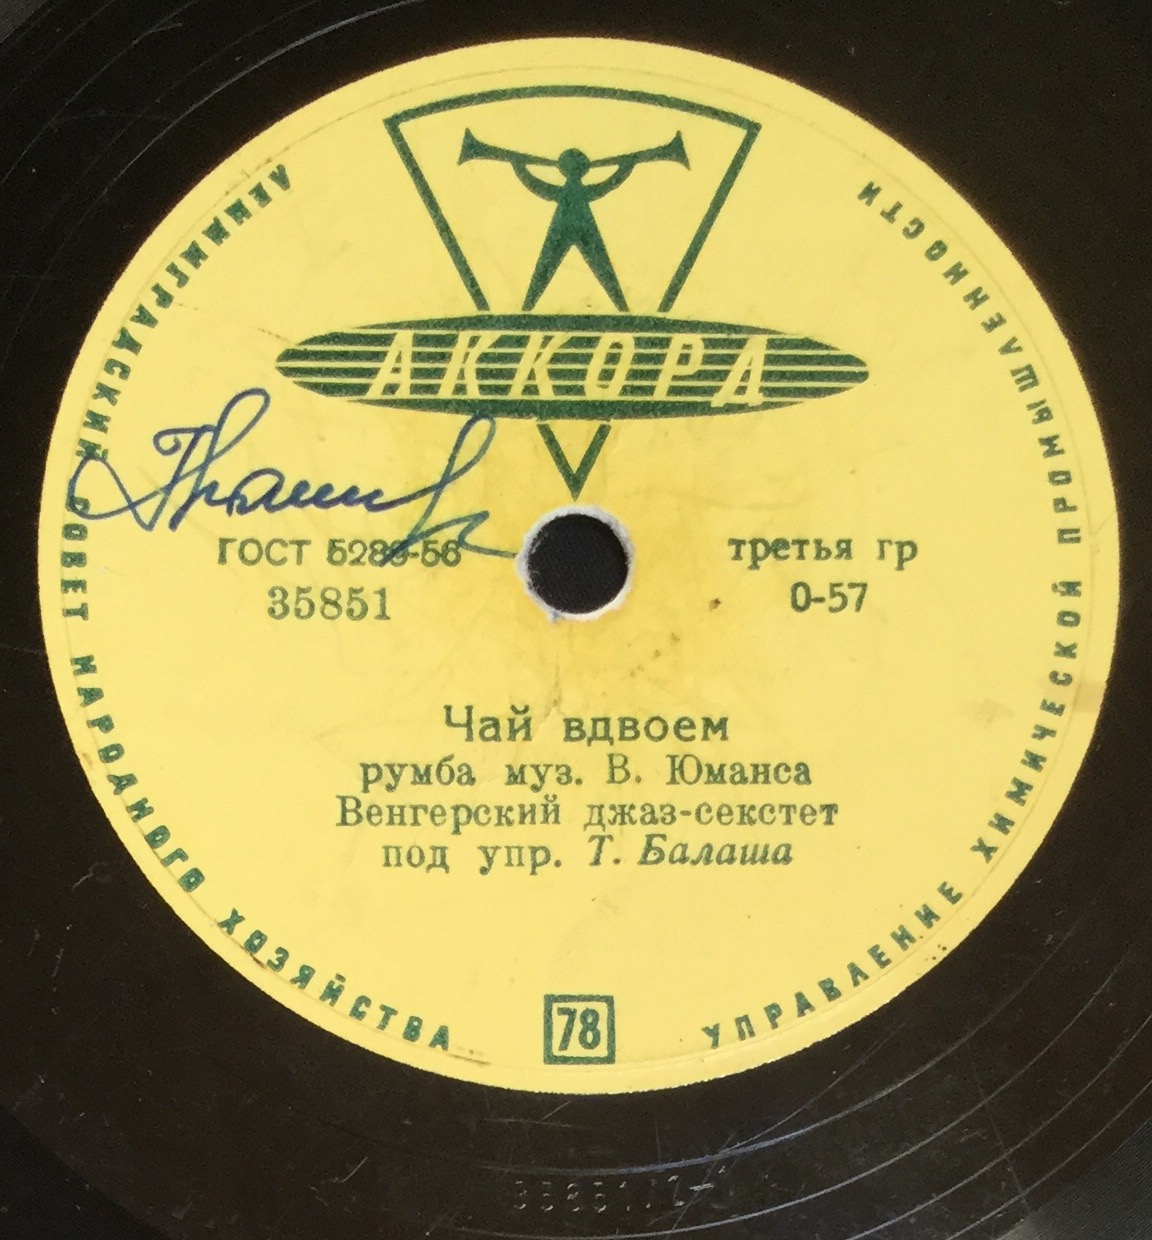 ЛЕНИНГРАДСКИЙ СОВЕТ НАРОДНОГО ХОЗЯЙСТВА
УПРАВЛЕНИЕ ХИМИЧЕСКОЙ ПРОМЫШЛЕННОСТИ
АККОРД
ГОСТ 5289-56
35851
третья гр
0-57
Чай вдвоем
румба муз. В. Юманса
Венгерский джаз-секстет
под упр. Т. Балаша
78